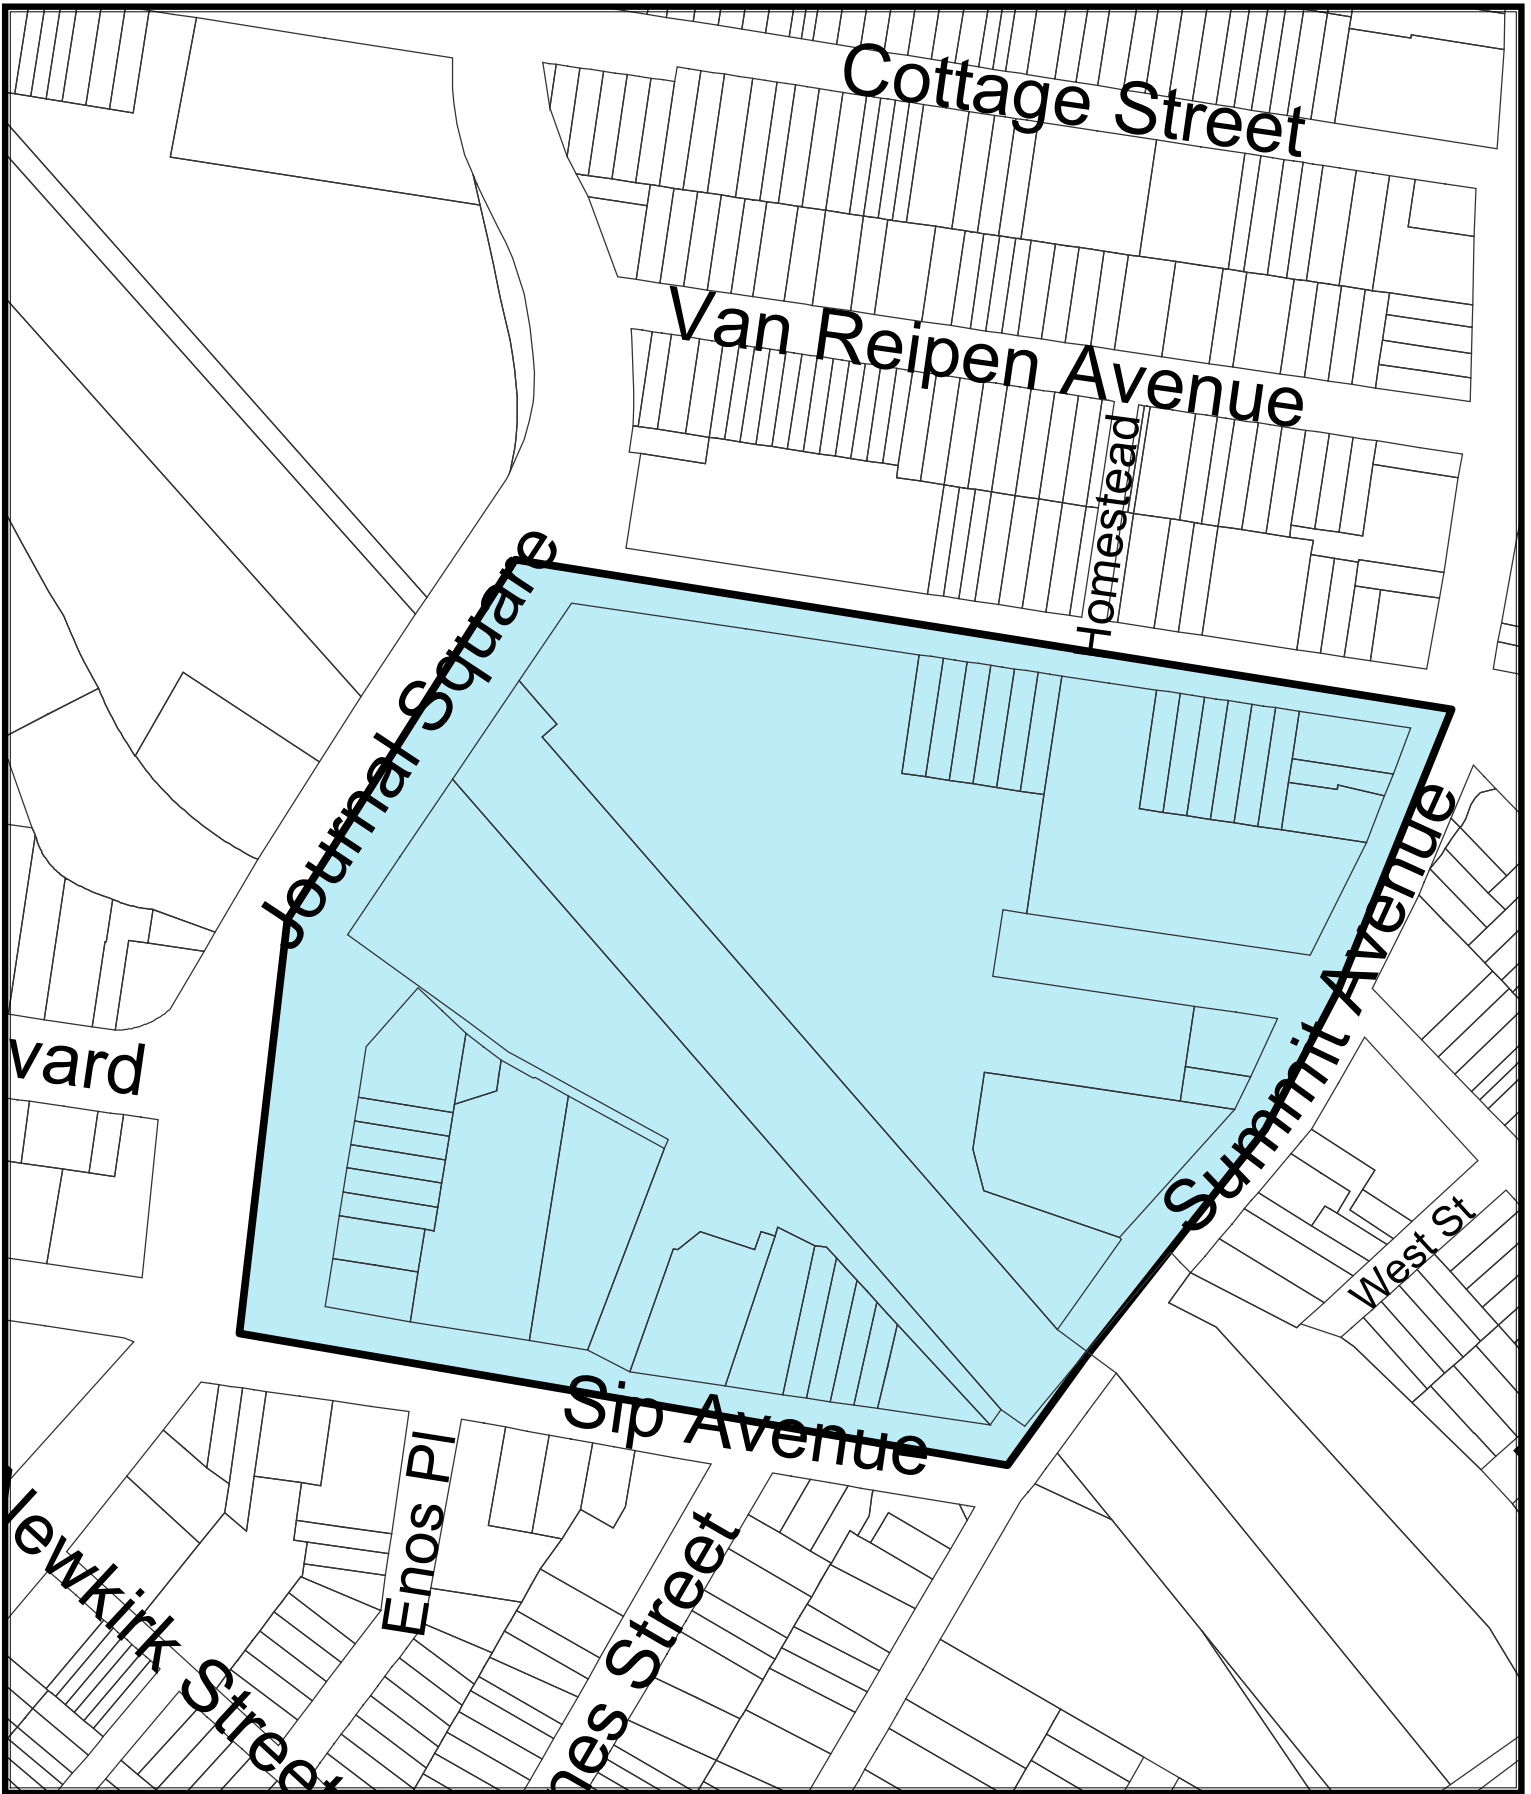 Cottage Street
Van Reipen Avenue
Homestead
Journal Square
Summit Avenue
vard
West St
Sip Avenue
Enos Pl
lewkirk Street
nes Street